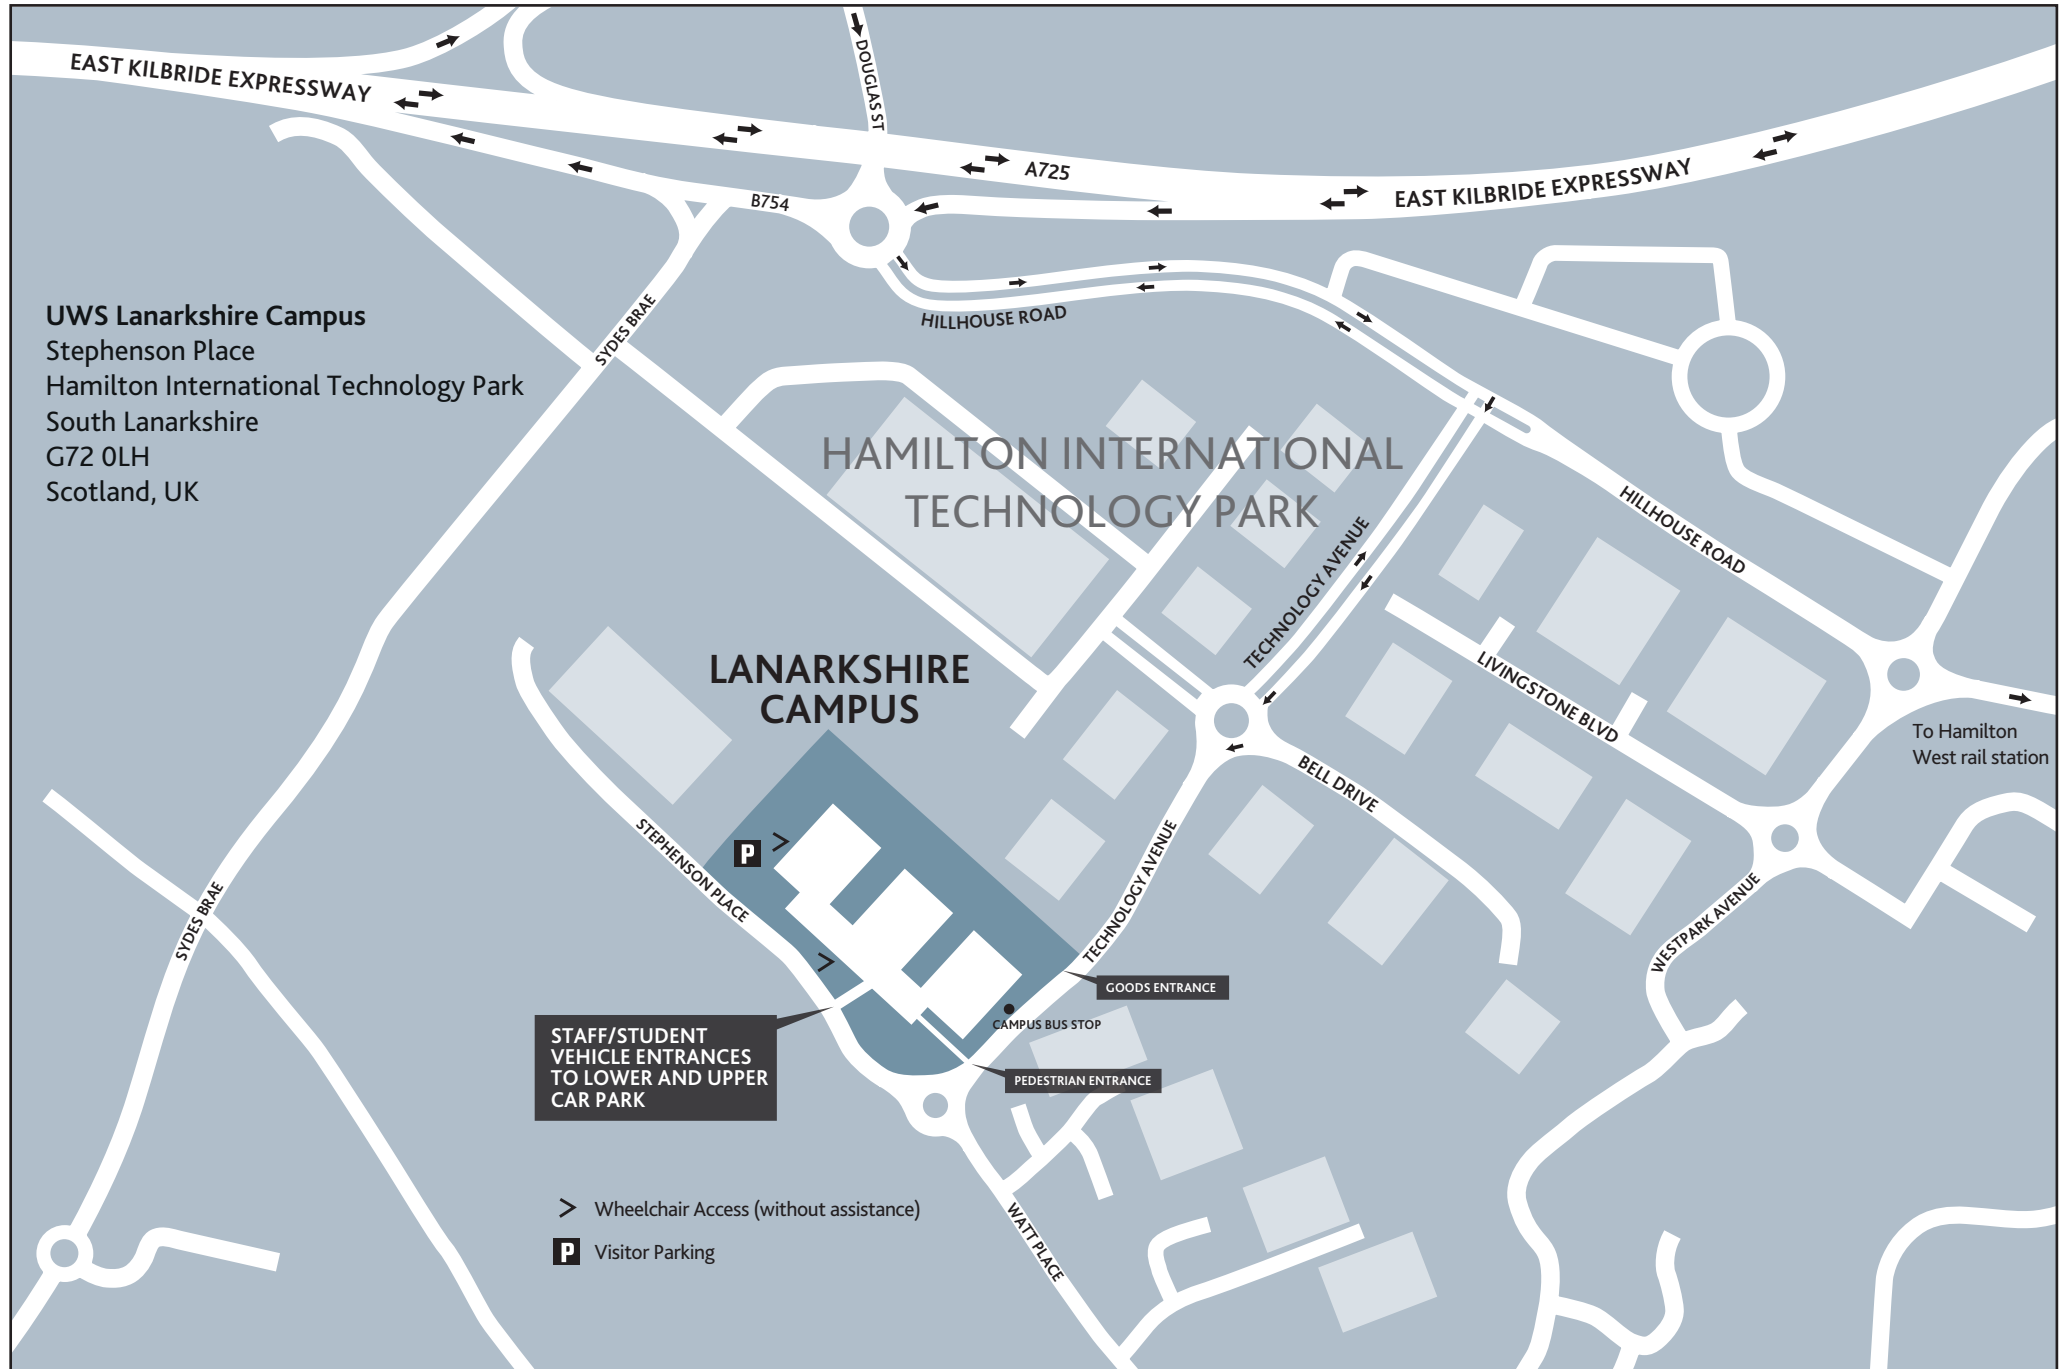 EAST KILBRIDE EXPRESSWAY
DOUGLAS ST
A725
EAST KILBRIDE EXPRESSWAY
B754
SYDES BRAE
HILLHOUSE ROAD
UWS Lanarkshire Campus
Stephenson Place
Hamilton International Technology Park
South Lanarkshire
G72 0LH
Scotland, UK
HAMILTON INTERNATIONAL
TECHNOLOGY PARK
TECHNOLOGY AVENUE
HILLHOUSE ROAD
LIVINGSTONE BLVD
To Hamilton
West rail station
LANARKSHIRE
CAMPUS
BELL DRIVE
P
STEPHENSON PLACE
TECHNOLOGY AVENUE
WESTPARK AVENUE
SYDES BRAE
GOODS ENTRANCE
CAMPUS BUS STOP
STAFF/STUDENT
VEHICLE ENTRANCES
TO LOWER AND UPPER
CAR PARK
PEDESTRIAN ENTRANCE
WATT PLACE
> Wheelchair Access (without assistance)
P Visitor Parking